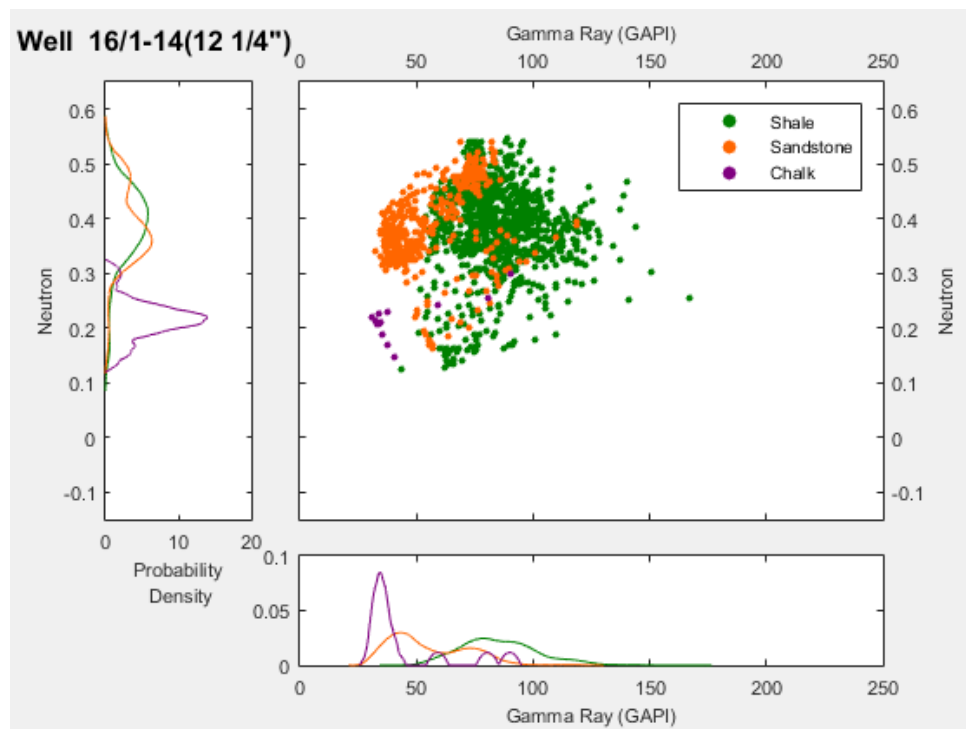 Well 16/1-14(12 1/4")
Gamma Ray (GAPI)
0 50 100 150 200 250
0.6
0.5
0.4
0.3
0.2
0.1
0
-0.1
Neutron
0 10 20
Probability
Density
Shale
Sandstone
Chalk
0.6
0.5
0.4
0.3
0.2
0.1
0
-0.1
Neutron
0.1
0.05
0
0 50 100 150 200 250
Gamma Ray (GAPI)